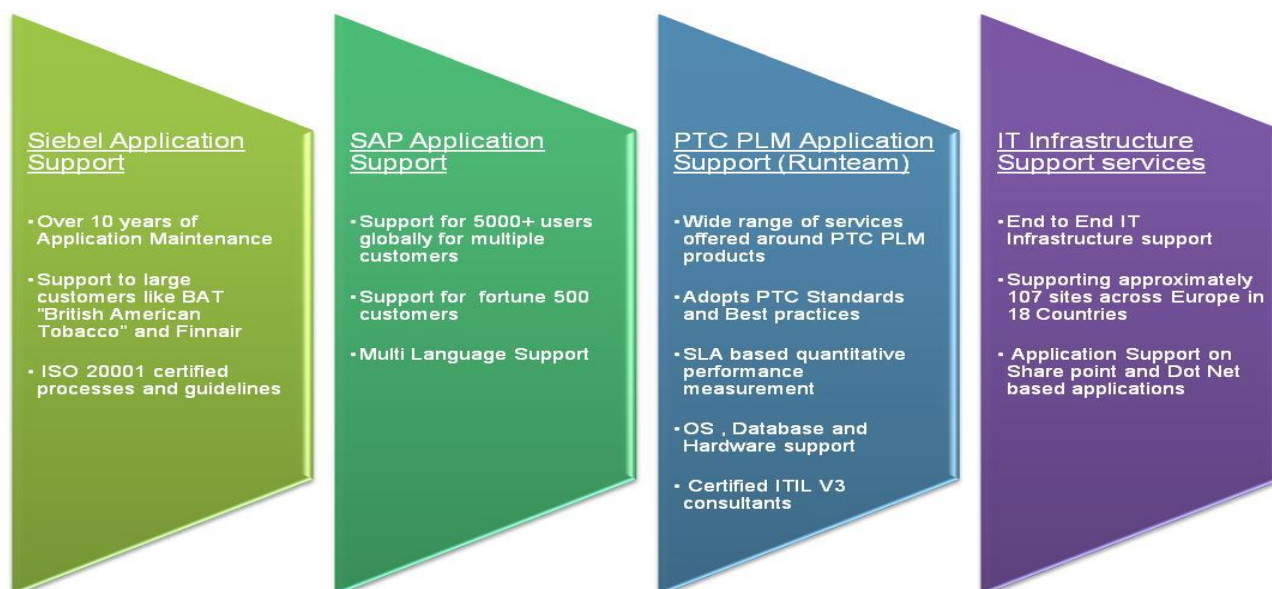 Siebel Application
Support
• Over 10 years of
Application Maintenance
• Support to large
customers like BAT
"British American
Tobacco" and Finnair
• ISO 20001 certified
processes and guidelines
SAP Application
Support
• Support for 5000+ users
globally for multiple
customers
• Support for fortune 500
customers
• Multi Language Support
PTC PLM Application
Support (Runteam)
• Wide range of services
offered around PTC PLM
products
• Adopts PTC Standards
and Best practices
• SLA based quantitative
performance
measurement
• OS , Database and
Hardware support
• Certified ITIL V3
consultants
IT Infrastructure
Support services
• End to End IT
Infrastructure support
• Supporting approximately
107 sites across Europe in
18 Countries
• Application Support on
Share point and Dot Net
based applications